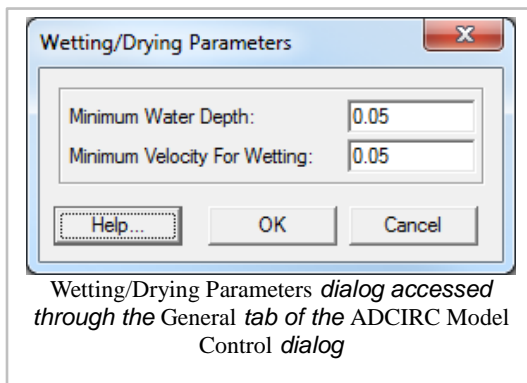 Wetting/Drying Parameters
x
Minimum Water Depth: 0.05
Minimum Velocity For Wetting: 0.05
Help... OK Cancel
Wetting/Drying Parameters dialog accessed
through the General tab of the ADCIRC Model
Control dialog